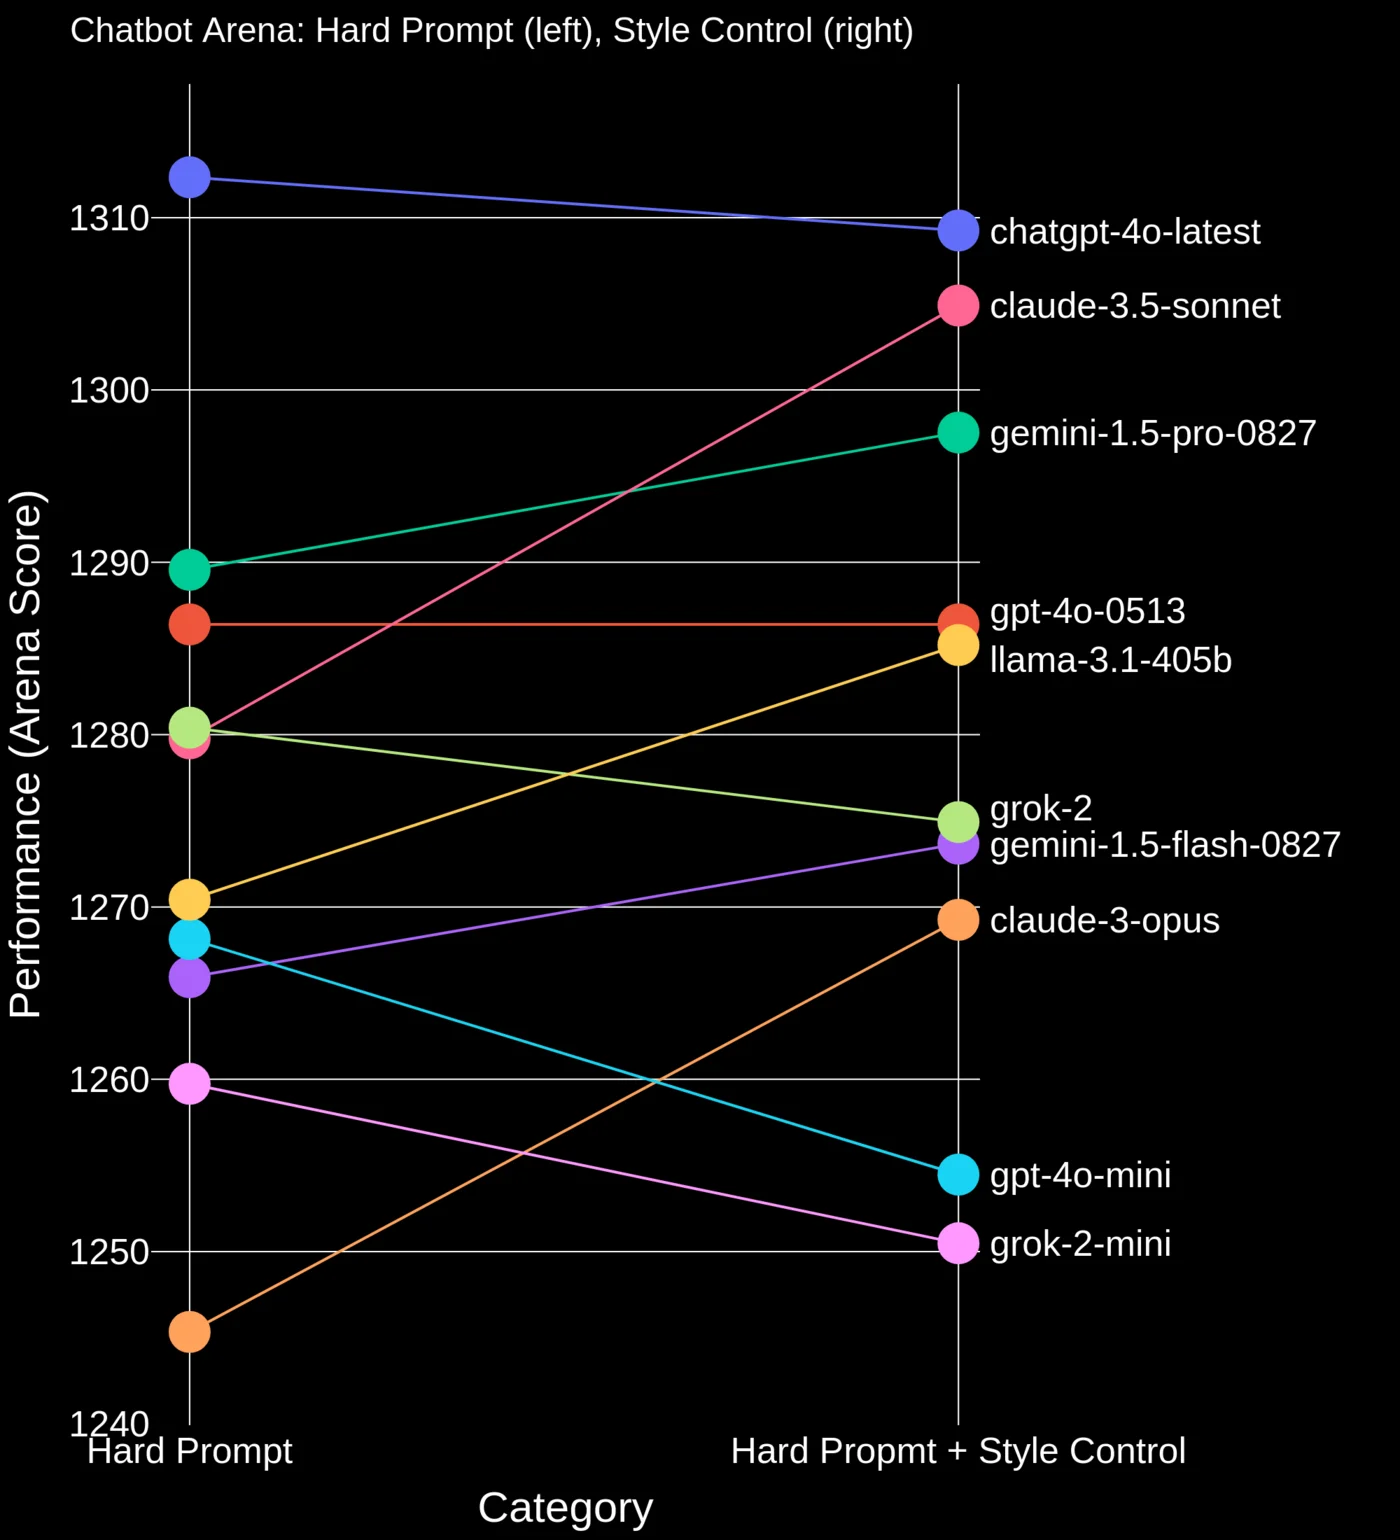 Chatbot Arena: Hard Prompt (left), Style Control (right)
1310
chatgpt-4o-latest
claude-3.5-sonnet
1300
gemini-1.5-pro-0827
1290
gpt-4o-0513
llama-3.1-405b
1280
grok-2
gemini-1.5-flash-0827
1270
claude-3-opus
1260
gpt-4o-mini
grok-2-mini
1250
1240
Performance (Arena Score)
Hard Prompt
Hard Propmt + Style Control
Category